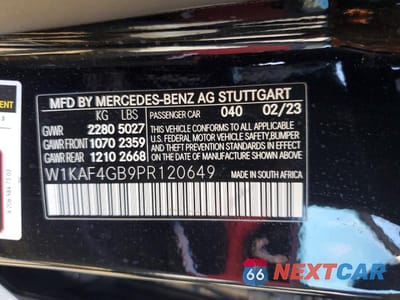 MFD BY MERCEDES-BENZ AG STUTTGART
KG LBS PASSENGER CAR 040 02/23
GVWR 2280 5027
GAWR FRONT 1070 2359
GAWR REAR 1210 2668
THIS VEHICLE CONFORMS TO ALL APPLICABLE
U.S. FEDERAL MOTOR VEHICLE SAFETY, BUMPER
AND THEFT PREVENTION STANDARDS IN EFFECT
ON THE DATE OF MANUFACTURE SHOWN ABOVE.
W1KAF4GB9PR120649 MADE IN SOUTH AFRICA
66 NEXTCAR